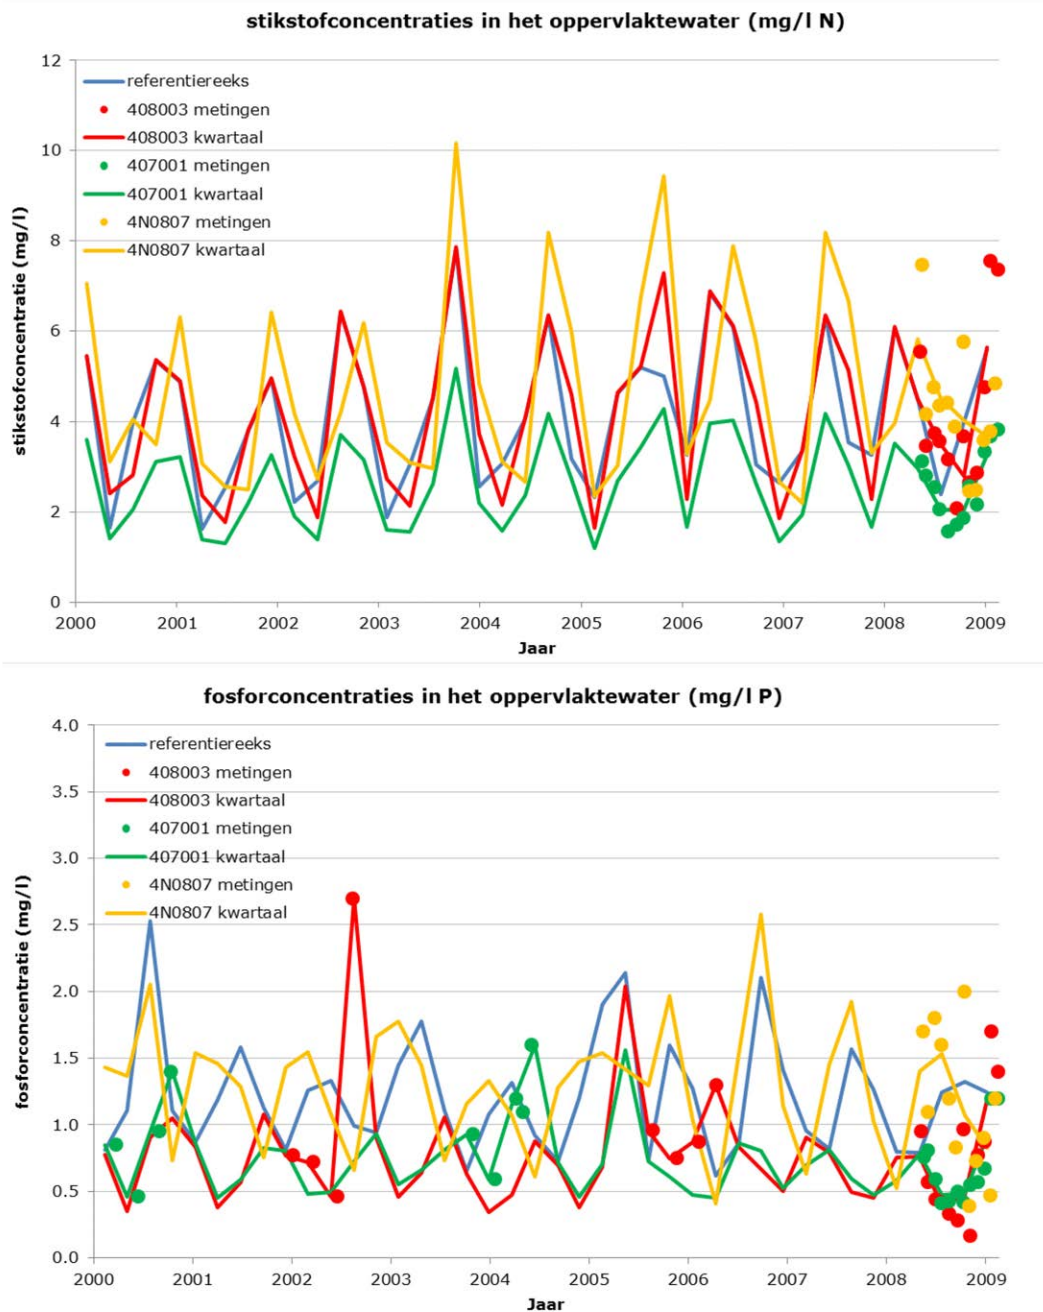 stikstofconcentraties in het oppervlaktewater (mg/l N)
12
10
8
6
4
2
0
stikstofconcentratie (mg/l)
referentiereeks
408003 metingen
408003 kwartaal
407001 metingen
407001 kwartaal
4N0807 metingen
4N0807 kwartaal
2000 2001 2002 2003 2004 2005 2006 2007 2008 2009
Jaar
fosforconcentraties in het oppervlaktewater (mg/l P)
4.0
3.5
3.0
2.5
2.0
1.5
1.0
0.5
0.0
fosforconcentratie (mg/l)
referentiereeks
408003 metingen
408003 kwartaal
407001 metingen
407001 kwartaal
4N0807 metingen
4N0807 kwartaal
2000 2001 2002 2003 2004 2005 2006 2007 2008 2009
Jaar